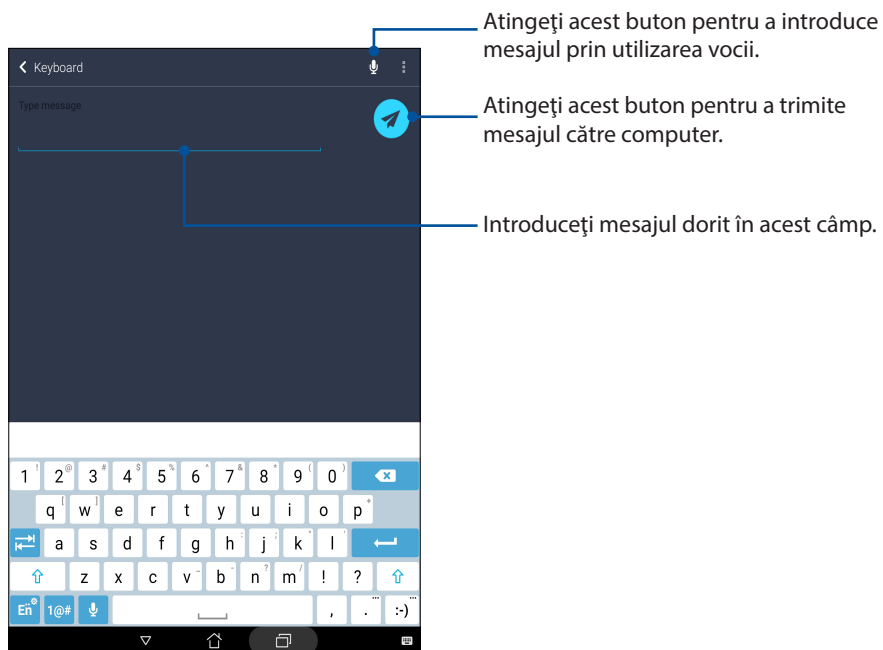 Atingeţi acest buton pentru a introduce
mesajul prin utilizarea vocii.
Keyboard
Type message
Atingeţi acest buton pentru a trimite
mesajul către computer.
Introduceţi mesajul dorit în acest câmp.
1 ! 2 @ 3 # 4 $ 5 % 6 ^ 7 & 8 * 9 ( 0 )
q [ w ] e r t y u i o p +
a s d f g h : j ; k " l '
z x c v - b _ n ? m / ! ?
En 1@# , . ... :-) ...